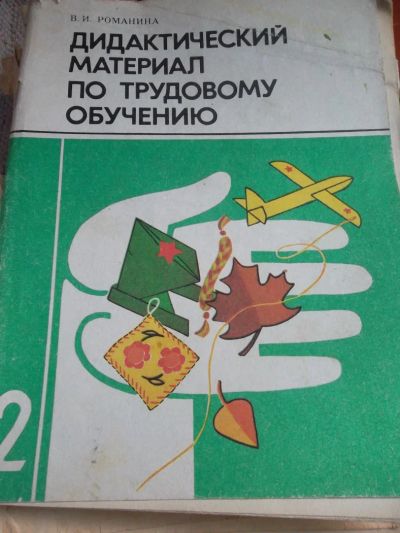 В. И. РОМАНИНА
ДИДАКТИЧЕСКИЙ
МАТЕРИАЛ
ПО ТРУДОВОМУ
ОБУЧЕНИЮ
2